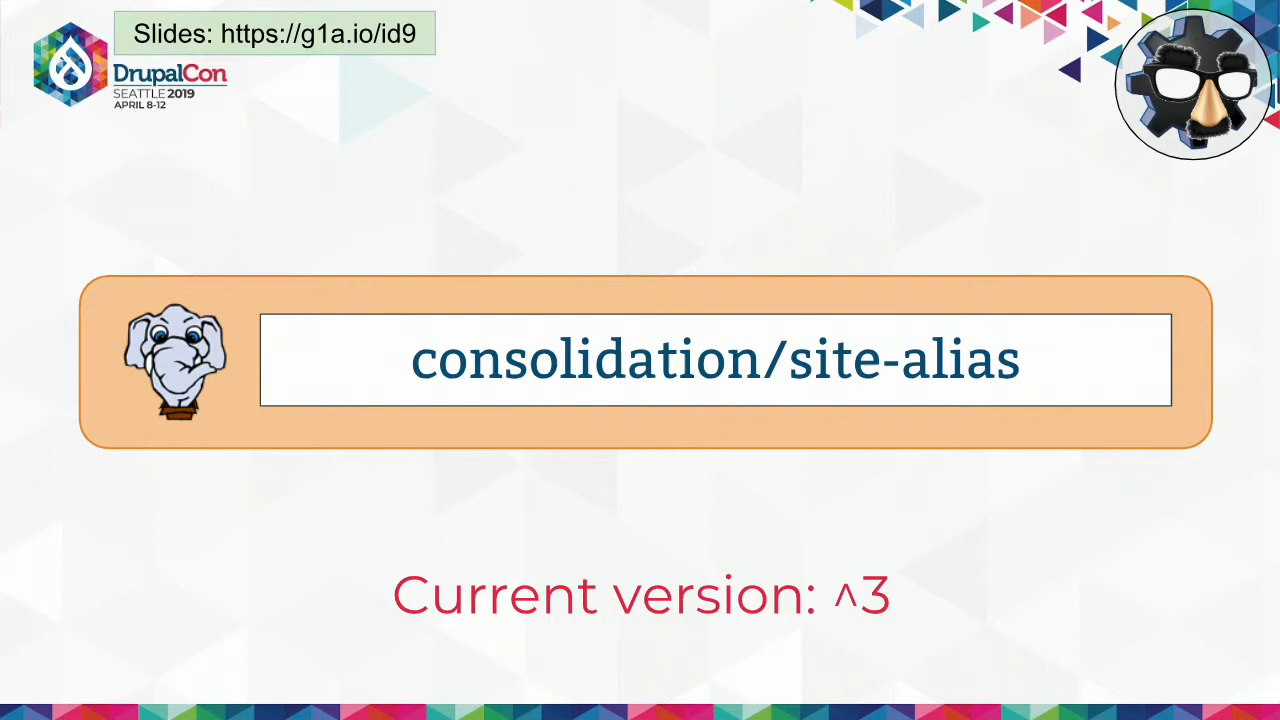 Slides: https://g1a.io/id9
DrupalCon
SEATTLE 2019
APRIL 8-12
consolidation/site-alias
Current version: ^3